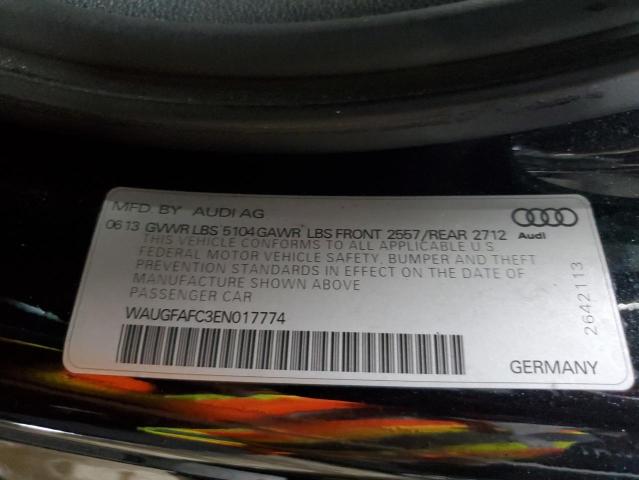 MFD. BY AUDI AG
06 13 GVWR LBS 5104 GAWR LBS FRONT 2557/REAR 2712
THIS VEHICLE CONFORMS TO ALL APPLICABLE U S
FEDERAL MOTOR VEHICLE SAFETY, BUMPER AND THEFT
PREVENTION STANDARDS IN EFFECT ON THE DATE OF
MANUFACTURE SHOWN ABOVE
PASSENGER CAR
WAUGFAFC3EN017774
Audi
2642113
GERMANY